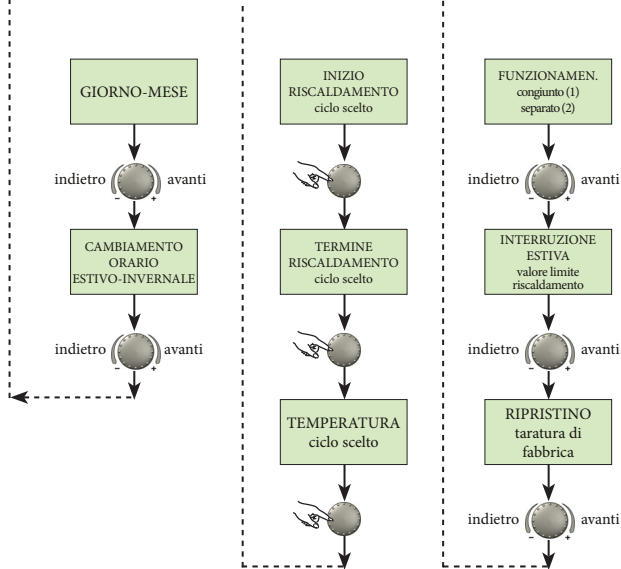 GIORNO-MESE
indietro avanti
- +
CAMBIAMENTO
ORARIO
ESTIVO-INVERNALE
indietro avanti
- +
INIZIO
RISCALDAMENTO
ciclo scelto
TERMINE
RISCALDAMENTO
ciclo scelto
TEMPERATURA
ciclo scelto
FUNZIONAMEN.
congiunto (1)
separato (2)
indietro avanti
- +
INTERRUZIONE
ESTIVA
valore limite
riscaldamento
indietro avanti
- +
RIPRISTINO
taratura di
fabbrica
indietro avanti
- +